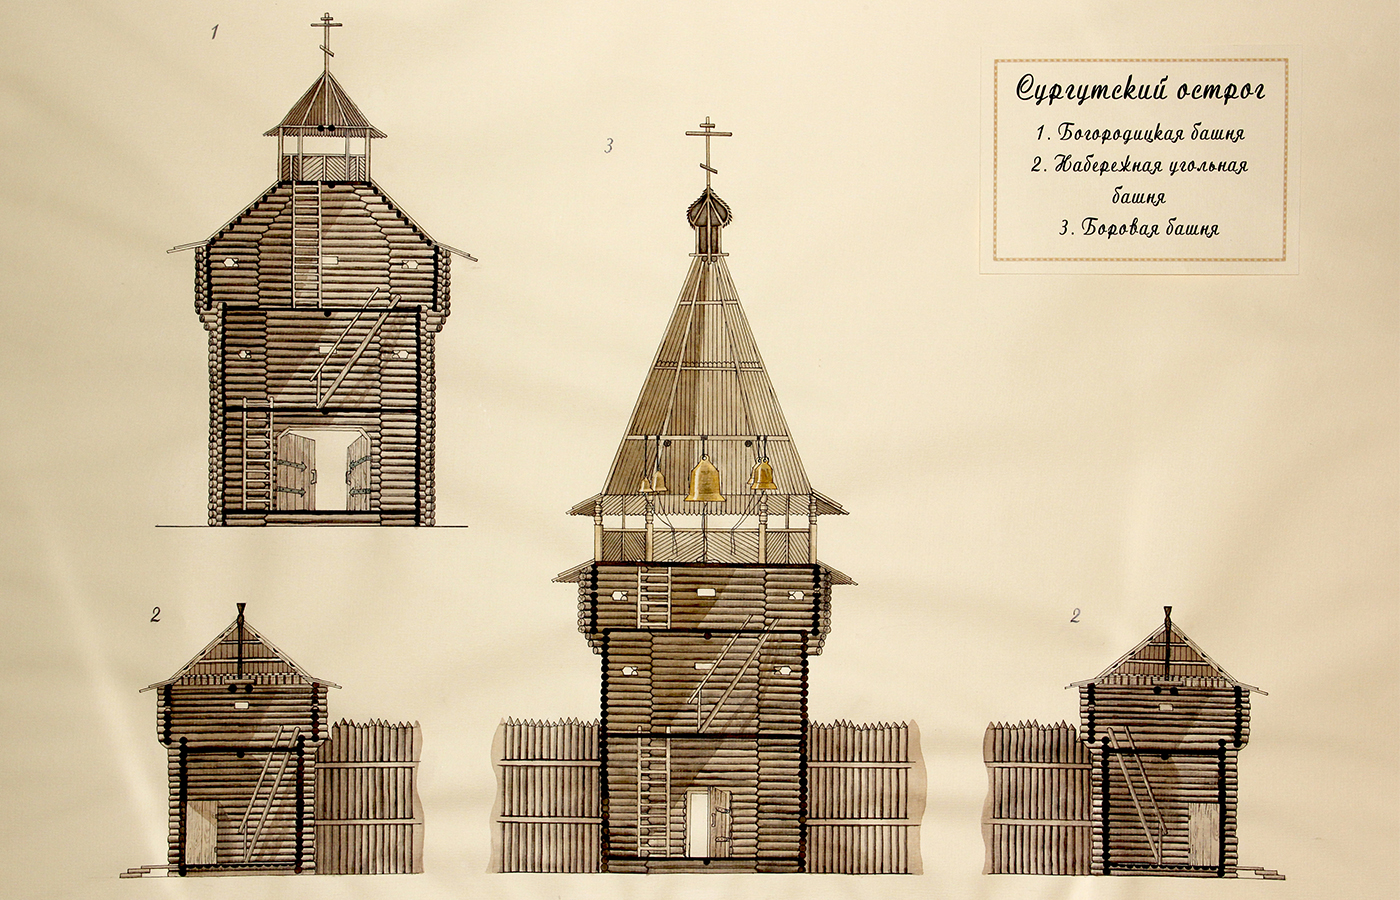 1
3
Сургутский острог
1. Богородицкая башня
2. Набережная угольная
башня
3. Боровая башня
2
2